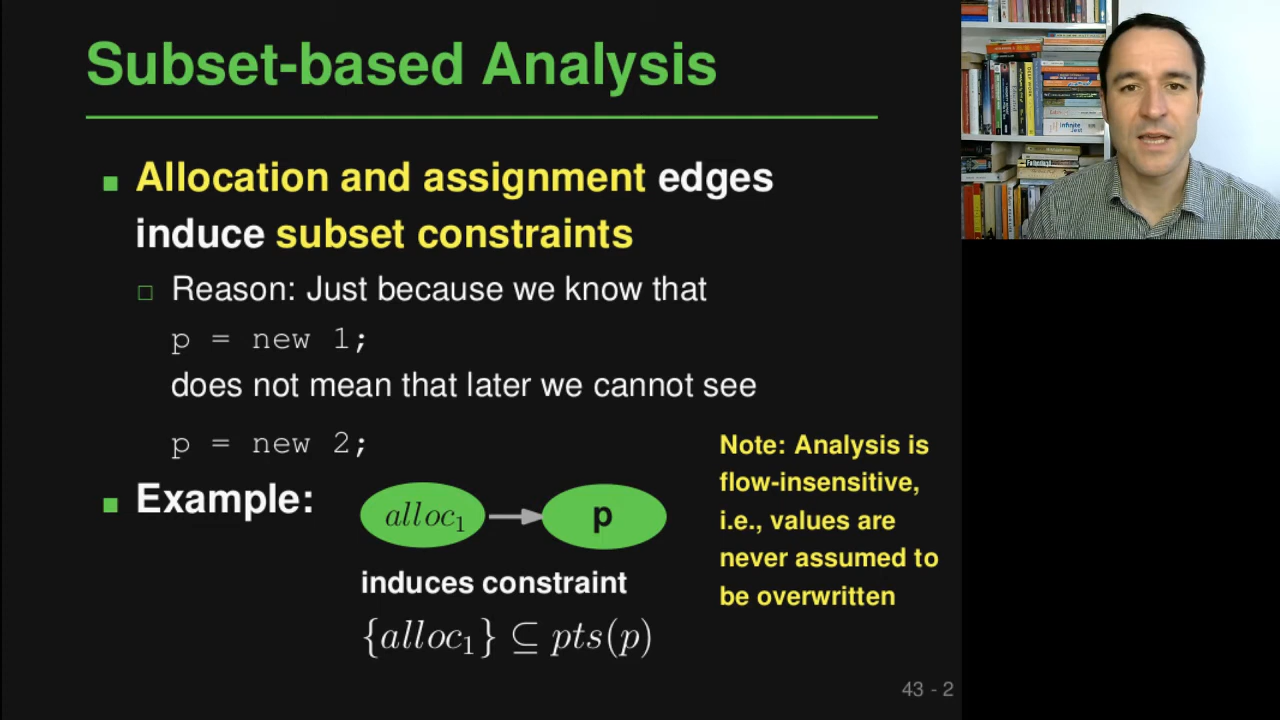 Subset-based Analysis
Allocation and assignment edges
induce subset constraints
Reason: Just because we know that
p = new 1;
does not mean that later we cannot see
p = new 2;
Example:
alloc₁
p
induces constraint
{alloc₁} ⊆ pts(p)
Note: Analysis is
flow-insensitive,
i.e., values are
never assumed to
be overwritten
43 - 2
infinite
Jest